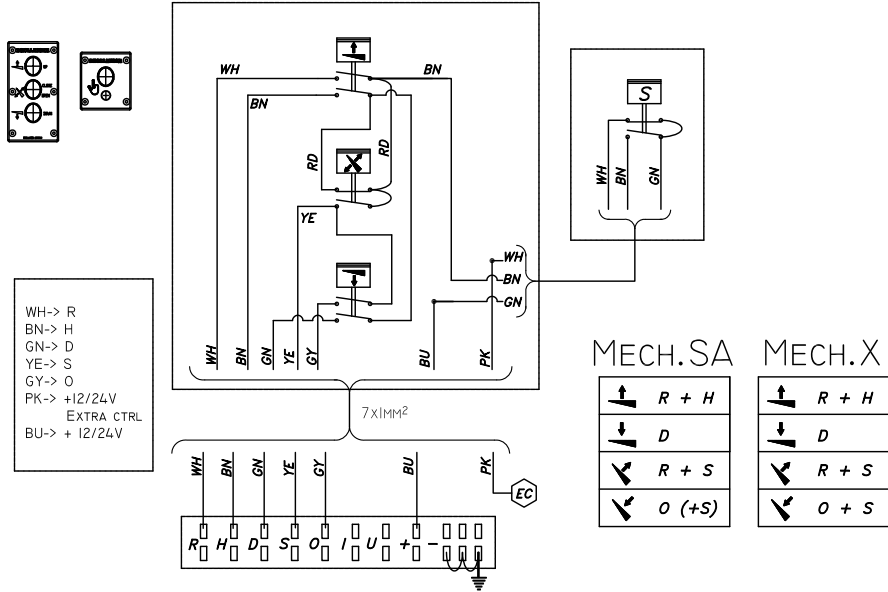 WH
BN
BN
RD
RD
YE
WH
BN
GN
YE
GY
BU
PK
WH
BN
GN
S
WH
BN
GN
WH-> R
BN-> H
GN-> D
YE-> S
GY-> O
PK-> +12/24V
EXTRA CTRL
BU-> + 12/24V
7x1MM²
WH
BN
GN
YE
GY
BU
PK
EC
R H D S O I U + −
MECH.SA
R + H
D
R + S
O (+S)
MECH.X
R + H
D
R + S
O + S